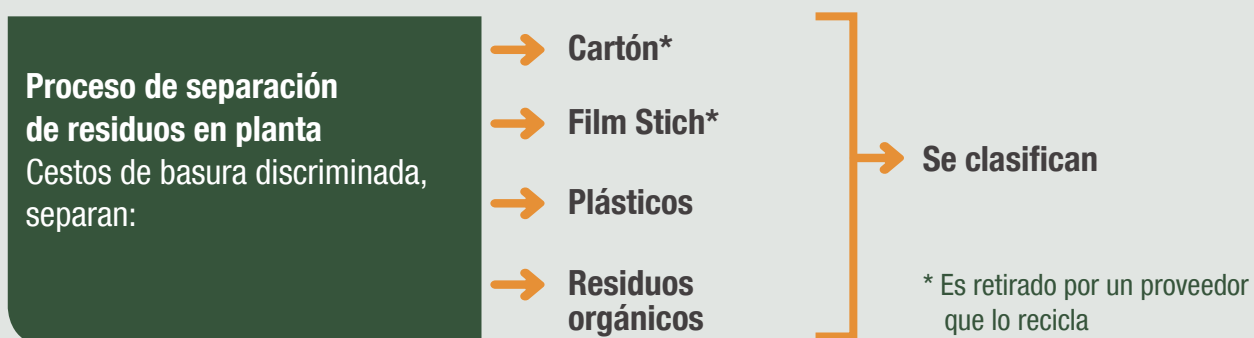 Proceso de separación
de residuos en planta
Cestos de basura discriminada,
separan:
Cartón*
Film Stich*
Plásticos
Residuos
orgánicos
Se clasifican
* Es retirado por un proveedor
que lo recicla